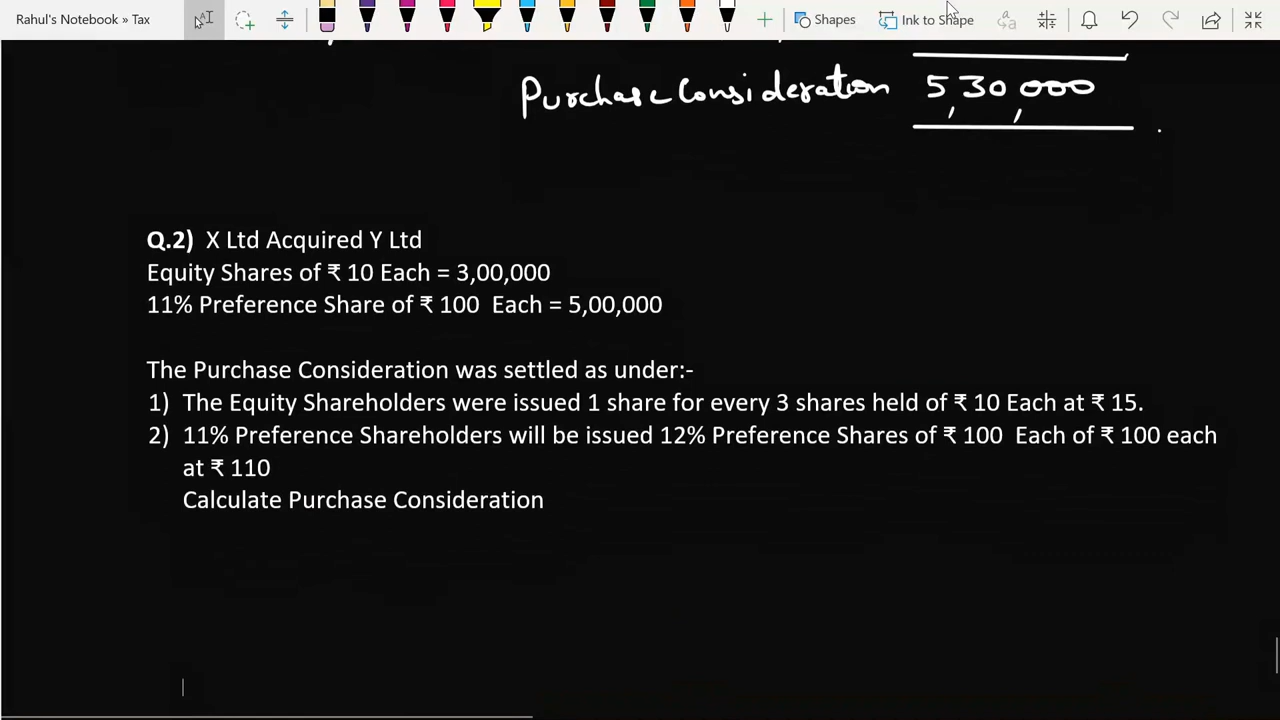 Rahul's Notebook » Tax
Shapes
Ink to Shape
Purchase Consideration 5,30,000
Q.2) X Ltd Acquired Y Ltd
Equity Shares of ₹ 10 Each = 3,00,000
11% Preference Share of ₹ 100 Each = 5,00,000
The Purchase Consideration was settled as under:-
1) The Equity Shareholders were issued 1 share for every 3 shares held of ₹ 10 Each at ₹ 15.
2) 11% Preference Shareholders will be issued 12% Preference Shares of ₹ 100 Each of ₹ 100 each
at ₹ 110
Calculate Purchase Consideration